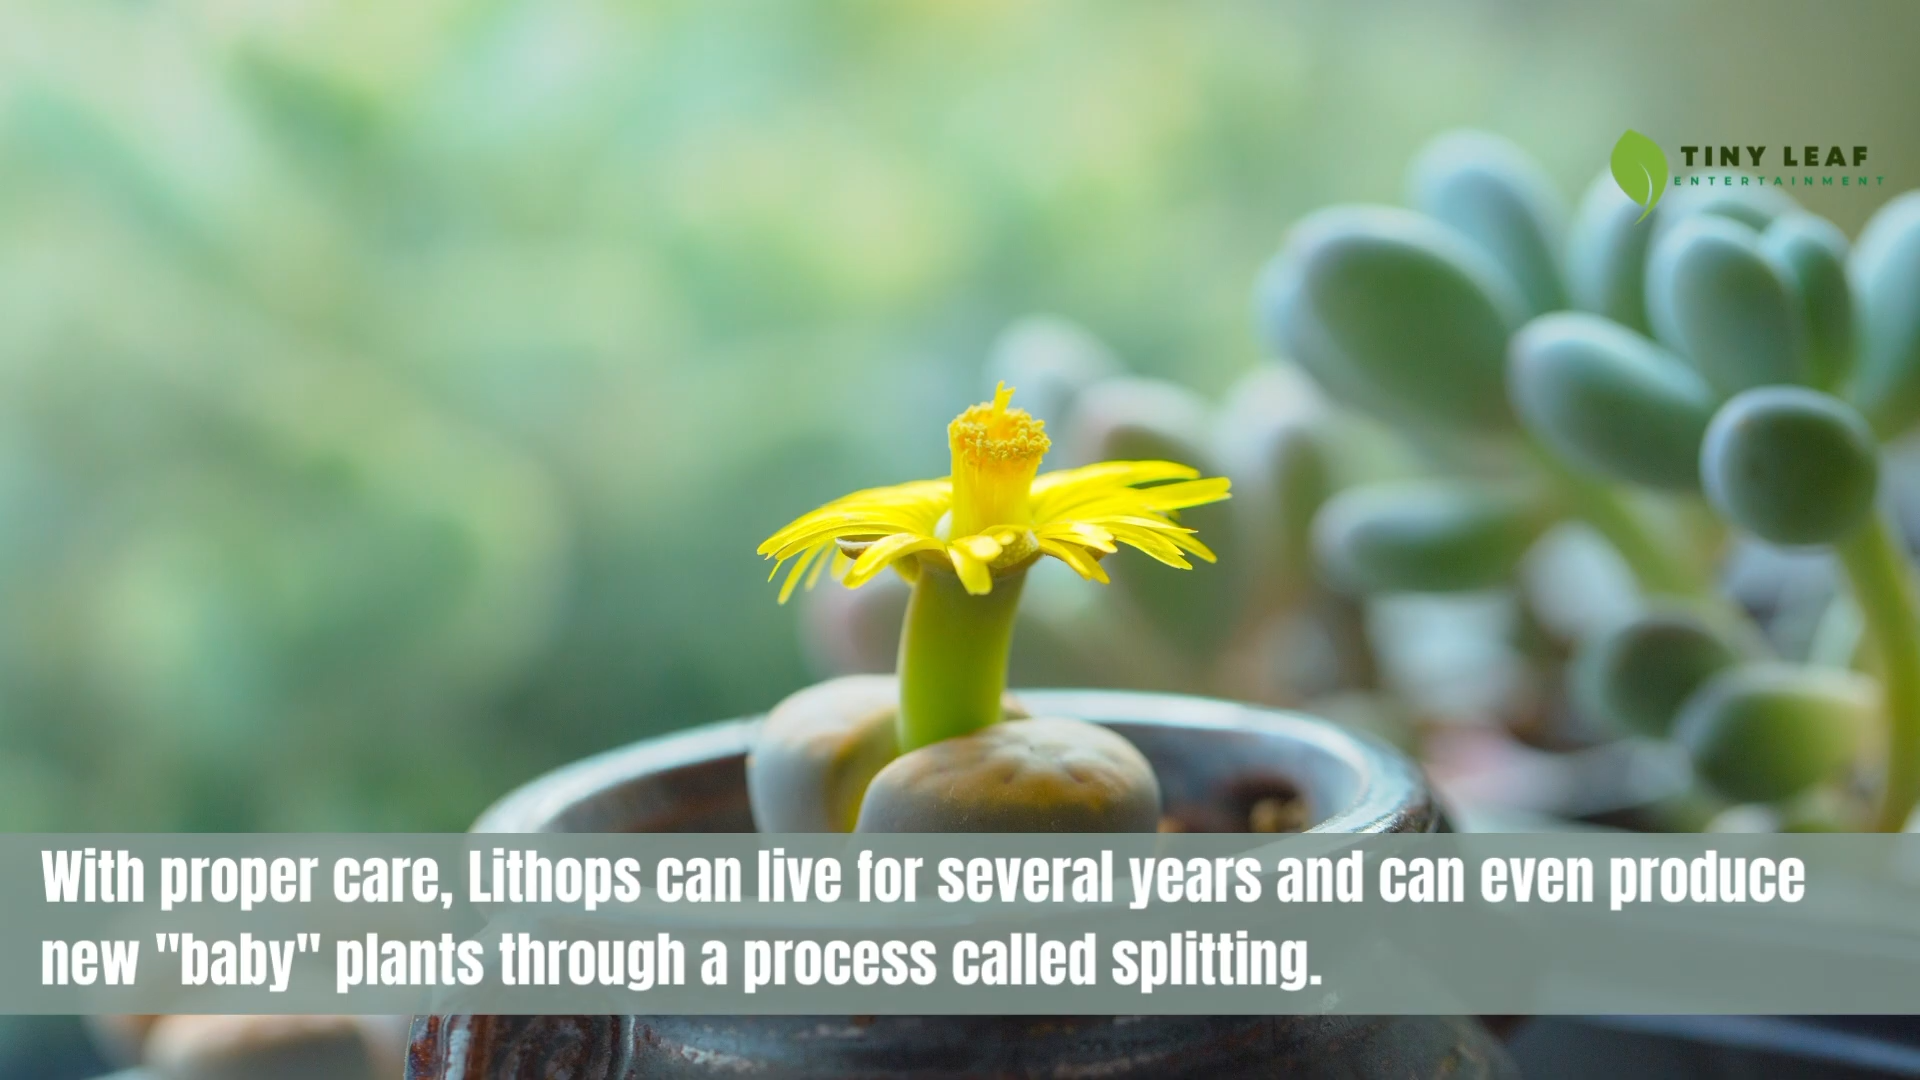 TINY LEAF
ENTERTAINMENT
With proper care, Lithops can live for several years and can even produce
new "baby" plants through a process called splitting.